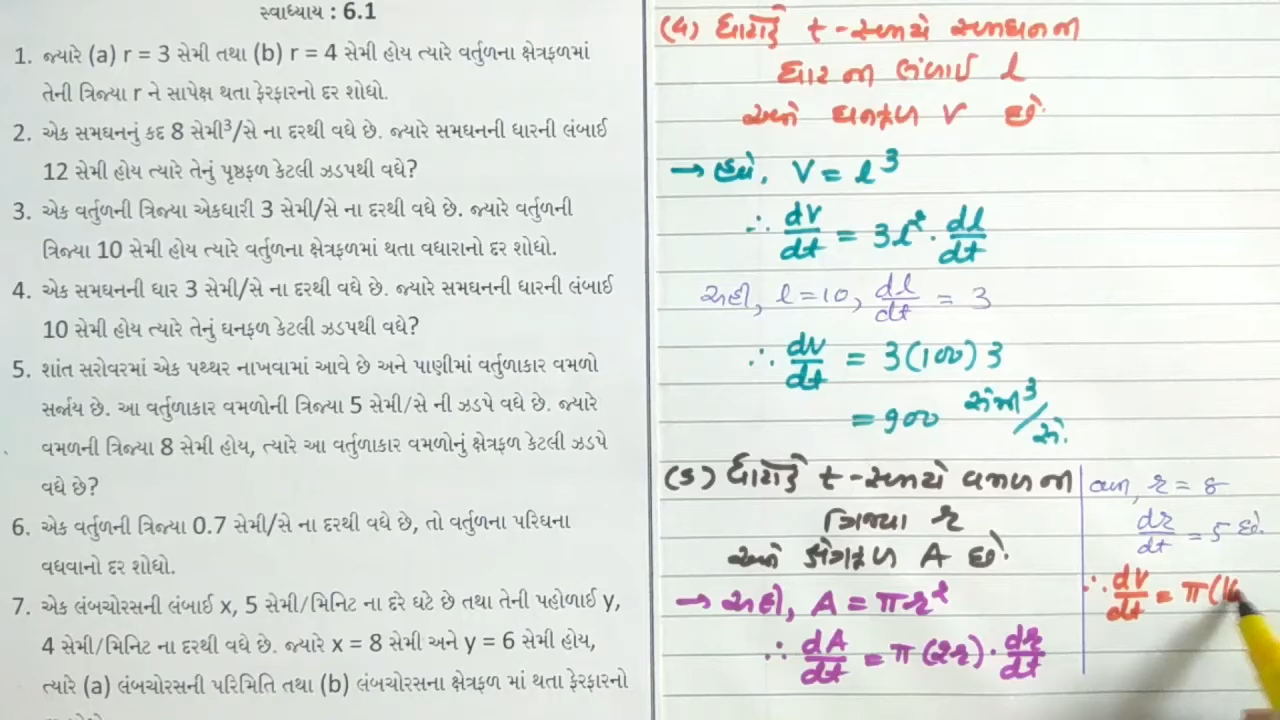 સ્વાધ્યાય : 6.1
1. જ્યારે (a) r = 3 સેમી તથા (b) r = 4 સેમી હોય ત્યારે વર્તુળના ક્ષેત્રફળમાં
તેની ત્રિજ્યા r ને સાપેક્ષ થતા ફેરફારનો દર શોધો.
2. એક સમઘનનું કદ 8 સેમી³/સે ના દરથી વધે છે. જ્યારે સમઘનની ધારની લંબાઈ
12 સેમી હોય ત્યારે તેનું પૃષ્ઠફળ કેટલી ઝડપથી વધે?
3. એક વર્તુળની ત્રિજ્યા એકધારી 3 સેમી/સે ના દરથી વધે છે. જ્યારે વર્તુળની
ત્રિજ્યા 10 સેમી હોય ત્યારે વર્તુળના ક્ષેત્રફળમાં થતા વધારાનો દર શોધો.
4. એક સમઘનની ધાર 3 સેમી/સે ના દરથી વધે છે. જ્યારે સમઘનની ધારની લંબાઈ
10 સેમી હોય ત્યારે તેનું ઘનફળ કેટલી ઝડપથી વધે?
5. શાંત સરોવરમાં એક પથ્થર નાખવામાં આવે છે અને પાણીમાં વર્તુળાકાર વમળો
સર્જાય છે. આ વર્તુળાકાર વમળોની ત્રિજ્યા 5 સેમી/સે ની ઝડપે વધે છે. જ્યારે
વમળની ત્રિજ્યા 8 સેમી હોય, ત્યારે આ વર્તુળાકાર વમળોનું ક્ષેત્રફળ કેટલી ઝડપે
વધે છે?
6. એક વર્તુળની ત્રિજ્યા 0.7 સેમી/સે ના દરથી વધે છે, તો વર્તુળના પરિઘના
વધવાનો દર શોધો.
7. એક લંબચોરસની લંબાઈ x, 5 સેમી/મિનિટ ના દરે ઘટે છે તથા તેની પહોળાઈ y,
4 સેમી/મિનિટ ના દરથી વધે છે. જ્યારે x = 8 સેમી અને y = 6 સેમી હોય,
ત્યારે (a) લંબચોરસની પરિમિતિ તથા (b) લંબચોરસના ક્ષેત્રફળ માં થતા ફેરફારનો
(4) ધારોકે t-સમયે સમઘનના
ધારના લંબાઈ l
અને ઘનફળ V છે.
→ હવે, V = l³
∴ dV/dt = 3l² · dl/dt
અહી, l = 10, dl/dt = 3
∴ dV/dt = 3(100) 3
= 900 સેમી³/સે.
(5) ધારોકે t-સમયે વમળના
ત્રિજ્યા r
અને ક્ષેત્રફળ A છે.
→ અહી, A = πr²
∴ dA/dt = π(2r) · dr/dt
r = 8
dr/dt = 5 છે.
∴ dV/dt = π(16